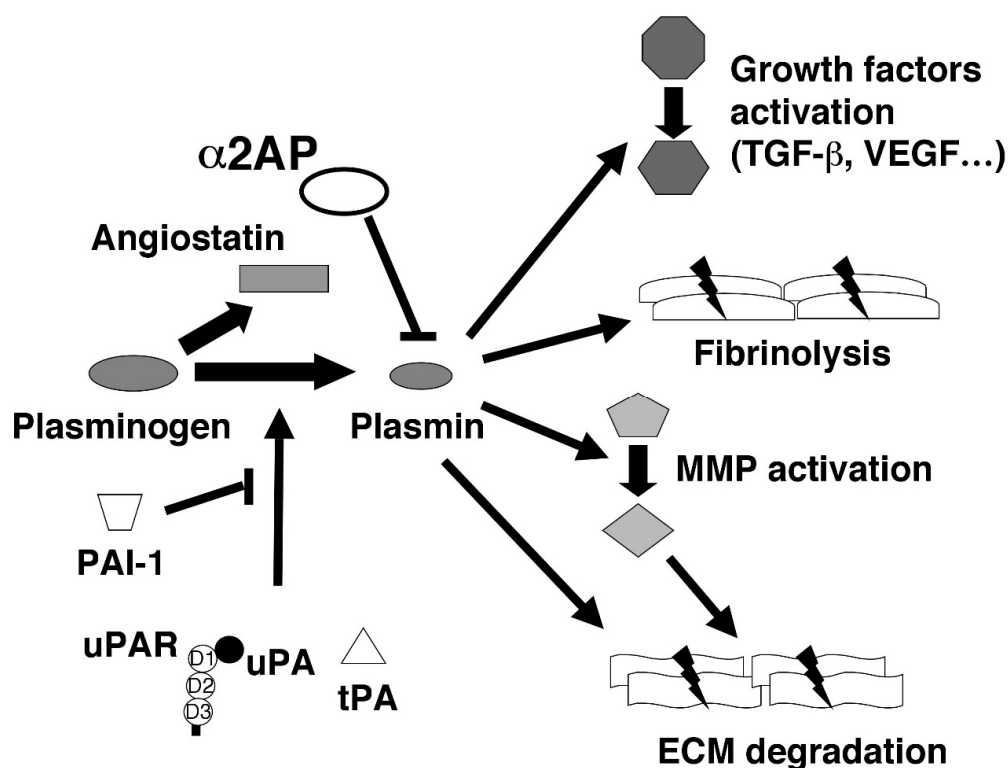 Growth factors
activation
(TGF-β, VEGF…)
α2AP
Angiostatin
Fibrinolysis
Plasminogen
Plasmin
MMP activation
PAI-1
uPAR
D1
uPA
D2
tPA
D3
ECM degradation